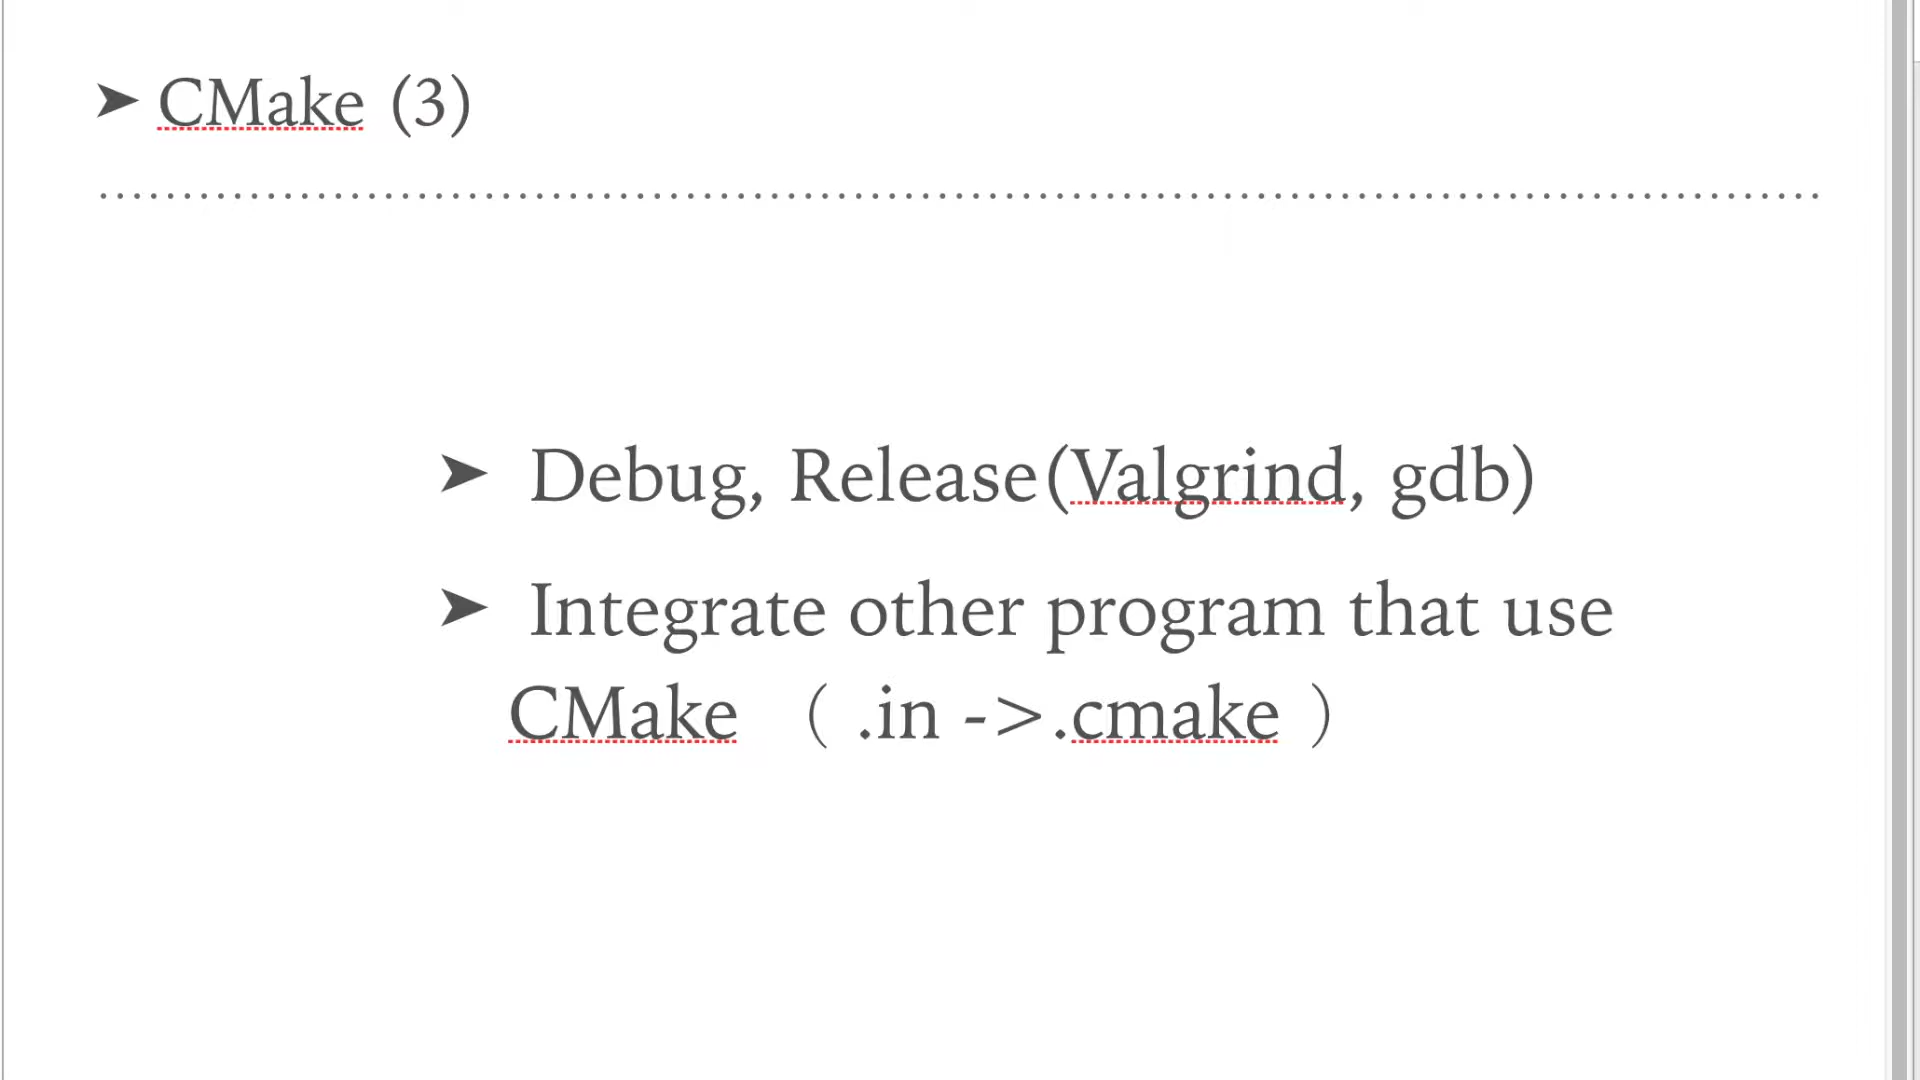 ➤ CMake (3)
➤ Debug, Release(Valgrind, gdb)
➤ Integrate other program that use
CMake （ .in ->.cmake ）